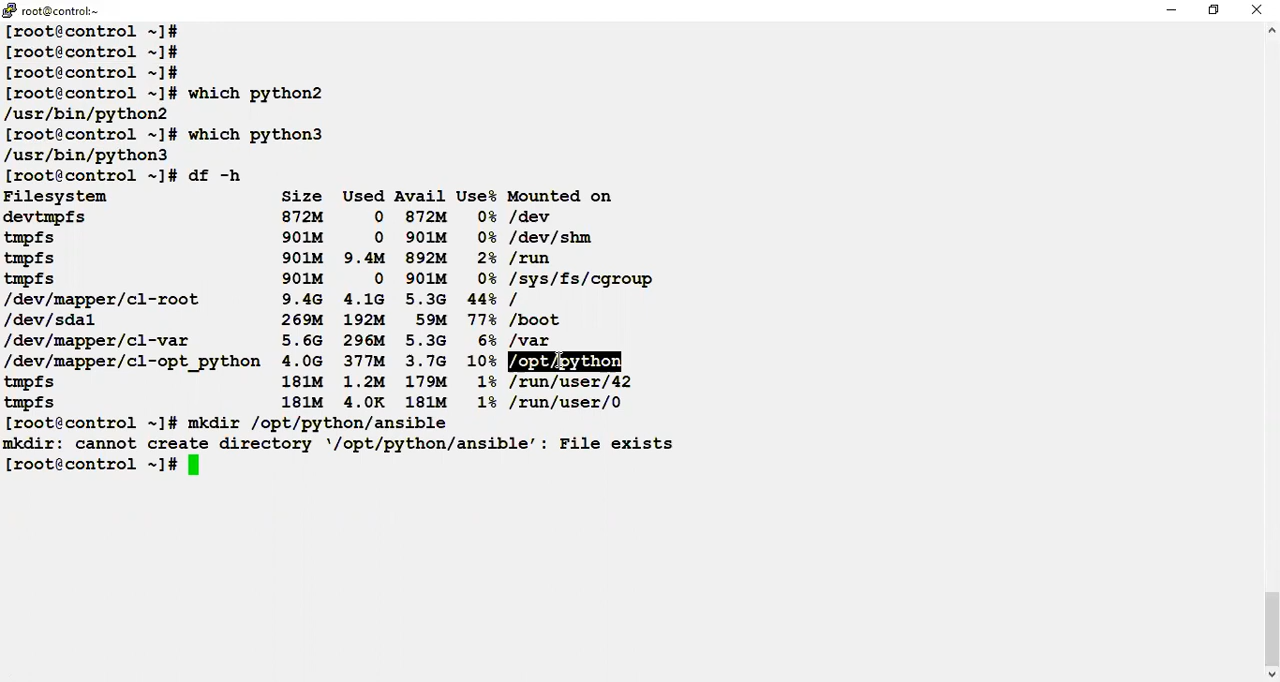 root@control:~
[root@control ~]#
[root@control ~]#
[root@control ~]#
[root@control ~]# which python2
/usr/bin/python2
[root@control ~]# which python3
/usr/bin/python3
[root@control ~]# df -h
Filesystem Size Used Avail Use% Mounted on
devtmpfs 872M 0 872M 0% /dev
tmpfs 901M 0 901M 0% /dev/shm
tmpfs 901M 9.4M 892M 2% /run
tmpfs 901M 0 901M 0% /sys/fs/cgroup
/dev/mapper/cl-root 9.4G 4.1G 5.3G 44% /
/dev/sda1 269M 192M 59M 77% /boot
/dev/mapper/cl-var 5.6G 296M 5.3G 6% /var
/dev/mapper/cl-opt_python 4.0G 377M 3.7G 10% /opt/python
tmpfs 181M 1.2M 179M 1% /run/user/42
tmpfs 181M 4.0K 181M 1% /run/user/0
[root@control ~]# mkdir /opt/python/ansible
mkdir: cannot create directory ‘/opt/python/ansible’: File exists
[root@control ~]#